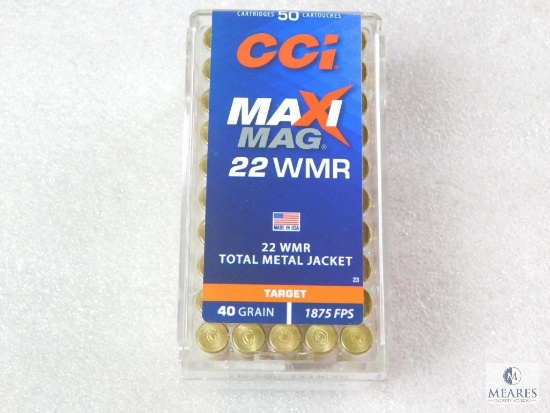 CARTRIDGES 50 CARTOUCHES
CCi
MAXI
MAG®
22 WMR
MADE IN USA
22 WMR
TOTAL METAL JACKET
23
TARGET
40 GRAIN 1875 FPS
C C C C C
M
MEARES